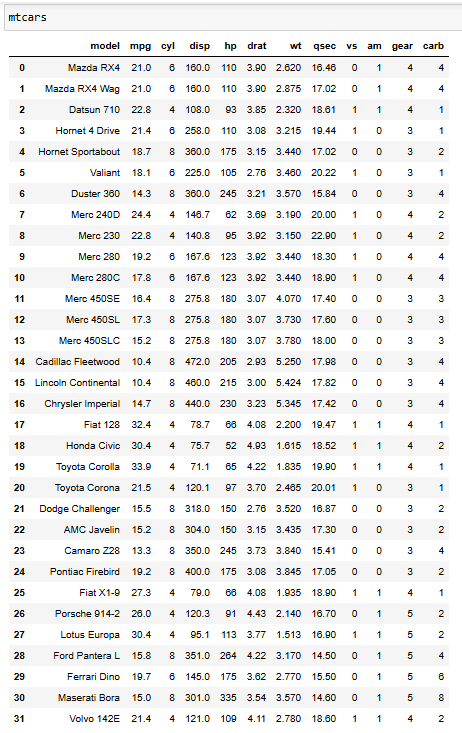 mtcars
model mpg cyl disp hp drat wt qsec vs am gear carb
0 Mazda RX4 21.0 6 160.0 110 3.90 2.620 16.46 0 1 4 4
1 Mazda RX4 Wag 21.0 6 160.0 110 3.90 2.875 17.02 0 1 4 4
2 Datsun 710 22.8 4 108.0 93 3.85 2.320 18.61 1 1 4 1
3 Hornet 4 Drive 21.4 6 258.0 110 3.08 3.215 19.44 1 0 3 1
4 Hornet Sportabout 18.7 8 360.0 175 3.15 3.440 17.02 0 0 3 2
5 Valiant 18.1 6 225.0 105 2.76 3.460 20.22 1 0 3 1
6 Duster 360 14.3 8 360.0 245 3.21 3.570 15.84 0 0 3 4
7 Merc 240D 24.4 4 146.7 62 3.69 3.190 20.00 1 0 4 2
8 Merc 230 22.8 4 140.8 95 3.92 3.150 22.90 1 0 4 2
9 Merc 280 19.2 6 167.6 123 3.92 3.440 18.30 1 0 4 4
10 Merc 280C 17.8 6 167.6 123 3.92 3.440 18.90 1 0 4 4
11 Merc 450SE 16.4 8 275.8 180 3.07 4.070 17.40 0 0 3 3
12 Merc 450SL 17.3 8 275.8 180 3.07 3.730 17.60 0 0 3 3
13 Merc 450SLC 15.2 8 275.8 180 3.07 3.780 18.00 0 0 3 3
14 Cadillac Fleetwood 10.4 8 472.0 205 2.93 5.250 17.98 0 0 3 4
15 Lincoln Continental 10.4 8 460.0 215 3.00 5.424 17.82 0 0 3 4
16 Chrysler Imperial 14.7 8 440.0 230 3.23 5.345 17.42 0 0 3 4
17 Fiat 128 32.4 4 78.7 66 4.08 2.200 19.47 1 1 4 1
18 Honda Civic 30.4 4 75.7 52 4.93 1.615 18.52 1 1 4 2
19 Toyota Corolla 33.9 4 71.1 65 4.22 1.835 19.90 1 1 4 1
20 Toyota Corona 21.5 4 120.1 97 3.70 2.465 20.01 1 0 3 1
21 Dodge Challenger 15.5 8 318.0 150 2.76 3.520 16.87 0 0 3 2
22 AMC Javelin 15.2 8 304.0 150 3.15 3.435 17.30 0 0 3 2
23 Camaro Z28 13.3 8 350.0 245 3.73 3.840 15.41 0 0 3 4
24 Pontiac Firebird 19.2 8 400.0 175 3.08 3.845 17.05 0 0 3 2
25 Fiat X1-9 27.3 4 79.0 66 4.08 1.935 18.90 1 1 4 1
26 Porsche 914-2 26.0 4 120.3 91 4.43 2.140 16.70 0 1 5 2
27 Lotus Europa 30.4 4 95.1 113 3.77 1.513 16.90 1 1 5 2
28 Ford Pantera L 15.8 8 351.0 264 4.22 3.170 14.50 0 1 5 4
29 Ferrari Dino 19.7 6 145.0 175 3.62 2.770 15.50 0 1 5 6
30 Maserati Bora 15.0 8 301.0 335 3.54 3.570 14.60 0 1 5 8
31 Volvo 142E 21.4 4 121.0 109 4.11 2.780 18.60 1 1 4 2